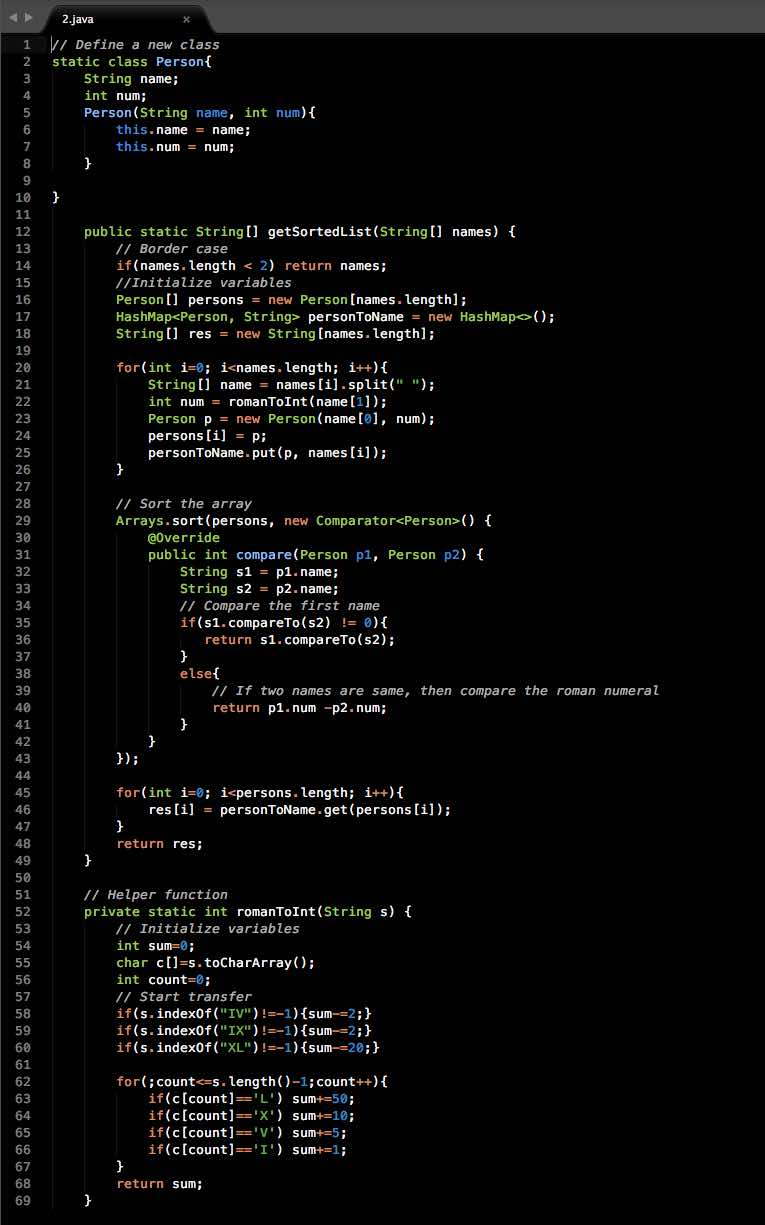 2.java
1 // Define a new class
2 static class Person{
3     String name;
4     int num;
5     Person(String name, int num){
6         this.name = name;
7         this.num = num;
8     }
9
10 }
11
12     public static String[] getSortedList(String[] names) {
13         // Border case
14         if(names.length < 2) return names;
15         //Initialize variables
16         Person[] persons = new Person[names.length];
17         HashMap<Person, String> personToName = new HashMap<>();
18         String[] res = new String[names.length];
19
20         for(int i=0; i<names.length; i++){
21             String[] name = names[i].split(" ");
22             int num = romanToInt(name[1]);
23             Person p = new Person(name[0], num);
24             persons[i] = p;
25             personToName.put(p, names[i]);
26         }
27
28         // Sort the array
29         Arrays.sort(persons, new Comparator<Person>() {
30             @Override
31             public int compare(Person p1, Person p2) {
32                 String s1 = p1.name;
33                 String s2 = p2.name;
34                 // Compare the first name
35                 if(s1.compareTo(s2) != 0){
36                    return s1.compareTo(s2);
37                 }
38                 else{
39                     // If two names are same, then compare the roman numeral
40                     return p1.num -p2.num;
41                 }
42             }
43         });
44
45         for(int i=0; i<persons.length; i++){
46             res[i] = personToName.get(persons[i]);
47         }
48         return res;
49     }
50
51     // Helper function
52     private static int romanToInt(String s) {
53         // Initialize variables
54         int sum=0;
55         char c[]=s.toCharArray();
56         int count=0;
57         // Start transfer
58         if(s.indexOf("IV")!=-1){sum-=2;}
59         if(s.indexOf("IX")!=-1){sum-=2;}
60         if(s.indexOf("XL")!=-1){sum-=20;}
61
62         for(;count<=s.length()-1;count++){
63             if(c[count]=='L') sum+=50;
64             if(c[count]=='X') sum+=10;
65             if(c[count]=='V') sum+=5;
66             if(c[count]=='I') sum+=1;
67         }
68         return sum;
69     }